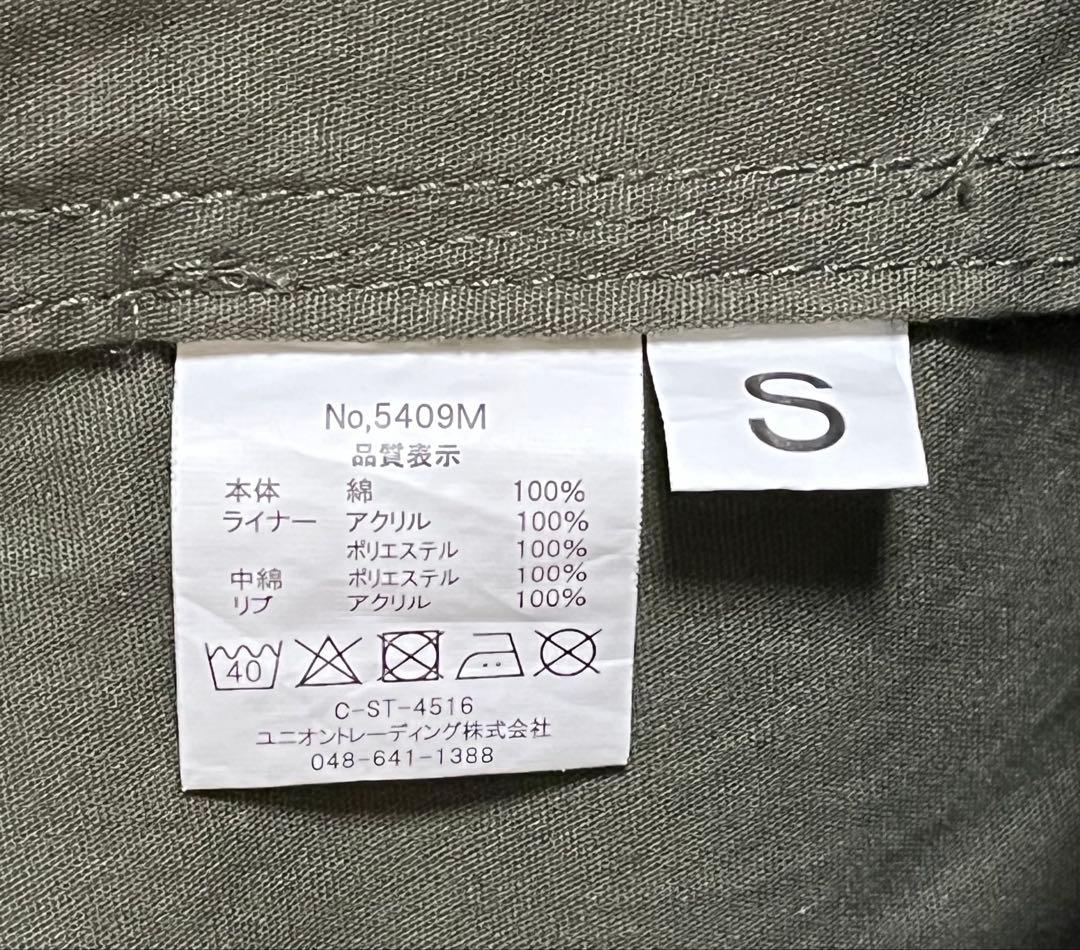 No,5409M
品質表示
本体 綿 100%
ライナー アクリル 100%
ポリエステル 100%
中綿 ポリエステル 100%
リブ アクリル 100%
40
C-ST-4516
ユニオントレーディング株式会社
048-641-1388
S